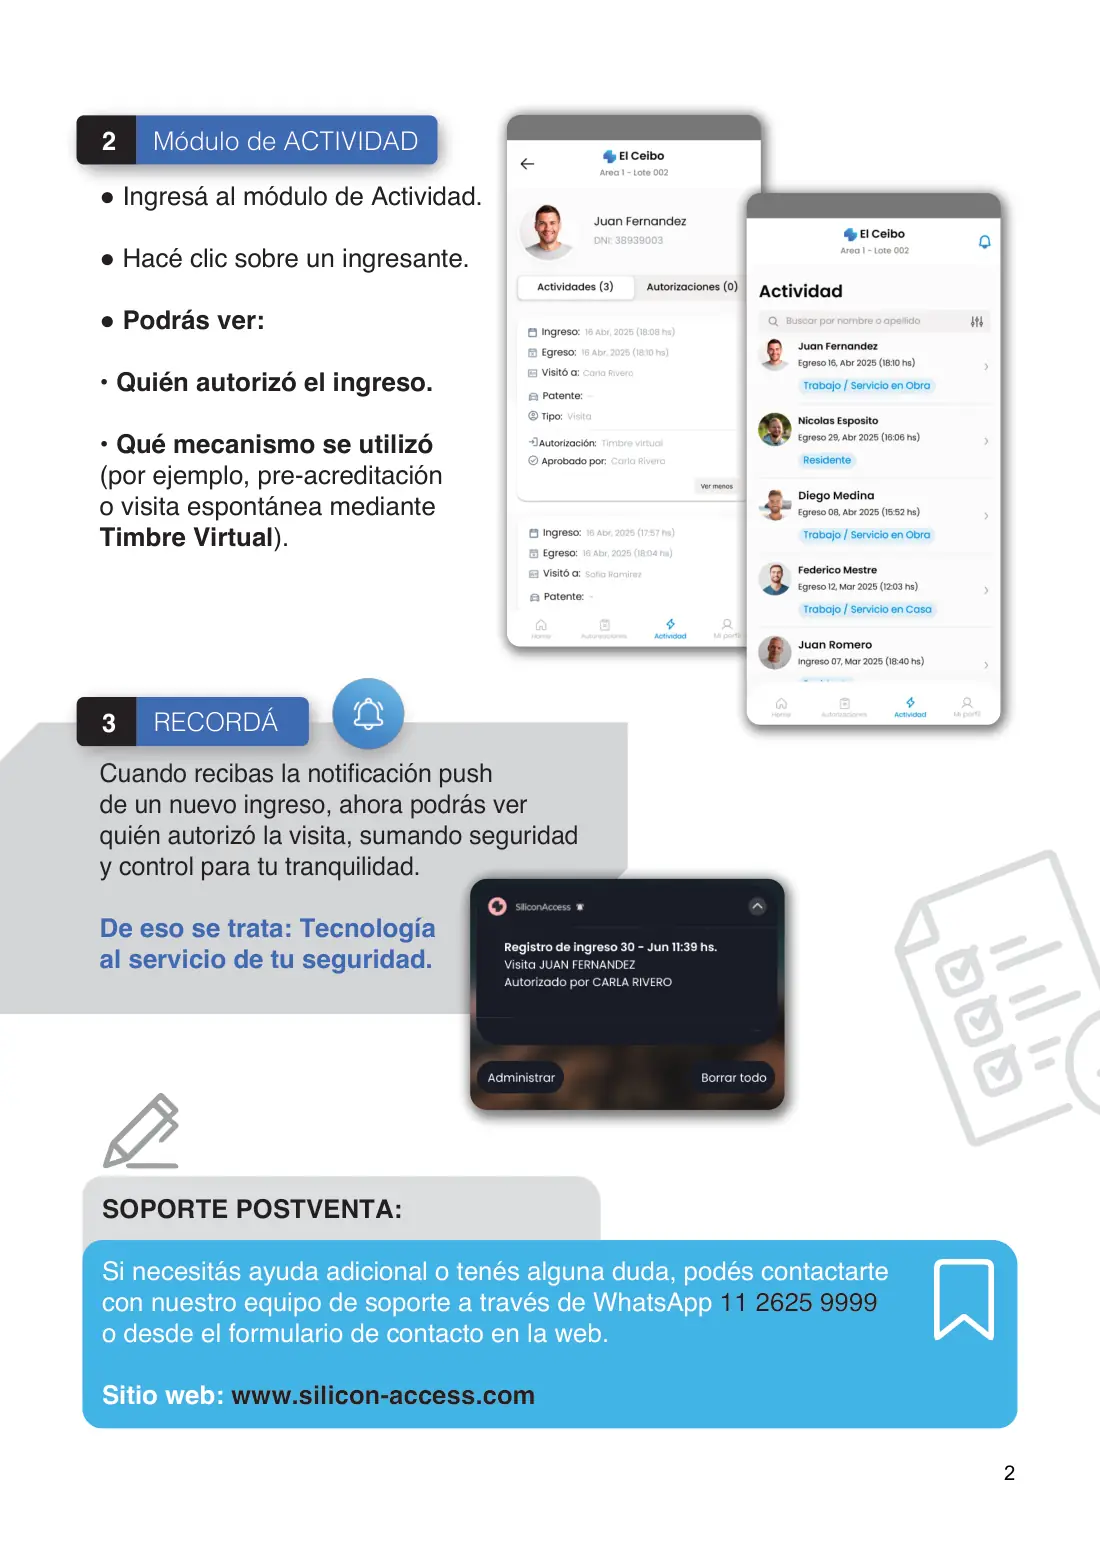 2 Módulo de ACTIVIDAD
● Ingresá al módulo de Actividad.
● Hacé clic sobre un ingresante.
● Podrás ver:
• Quién autorizó el ingreso.
• Qué mecanismo se utilizó
(por ejemplo, pre-acreditación
o visita espontánea mediante
Timbre Virtual).
El Ceibo
Area 1 - Lote 002
Juan Fernandez
DNI: 38939003
Actividades (3) Autorizaciones (0)
Ingreso: 16 Abr, 2025 (18:08 hs)
Egreso: 16 Abr, 2025 (18:10 hs)
Visitó a: Carla Rivero
Patente: -
Tipo: Visita
Autorización: Timbre virtual
Aprobado por: Carla Rivero
Ver menos
Ingreso: 16 Abr, 2025 (17:57 hs)
Egreso: 16 Abr, 2025 (18:04 hs)
Visitó a: Sofia Ramirez
Patente: -
Home Autorizaciones Actividad Mi perfil
El Ceibo
Area 1 - Lote 002
Actividad
Buscar por nombre o apellido
Juan Fernandez
Egreso 16, Abr 2025 (18:10 hs)
Trabajo / Servicio en Obra
Nicolas Esposito
Egreso 29, Abr 2025 (16:06 hs)
Residente
Diego Medina
Egreso 08, Abr 2025 (15:52 hs)
Trabajo / Servicio en Obra
Federico Mestre
Egreso 12, Mar 2025 (12:03 hs)
Trabajo / Servicio en Casa
Juan Romero
Ingreso 07, Mar 2025 (18:40 hs)
Home Autorizaciones Actividad Mi perfil
3 RECORDÁ
Cuando recibas la notificación push
de un nuevo ingreso, ahora podrás ver
quién autorizó la visita, sumando seguridad
y control para tu tranquilidad.
De eso se trata: Tecnología
al servicio de tu seguridad.
SiliconAccess
Registro de ingreso 30 - Jun 11:39 hs.
Visita JUAN FERNANDEZ
Autorizado por CARLA RIVERO
Administrar Borrar todo
SOPORTE POSTVENTA:
Si necesitás ayuda adicional o tenés alguna duda, podés contactarte
con nuestro equipo de soporte a través de WhatsApp 11 2625 9999
o desde el formulario de contacto en la web.
Sitio web: www.silicon-access.com
2